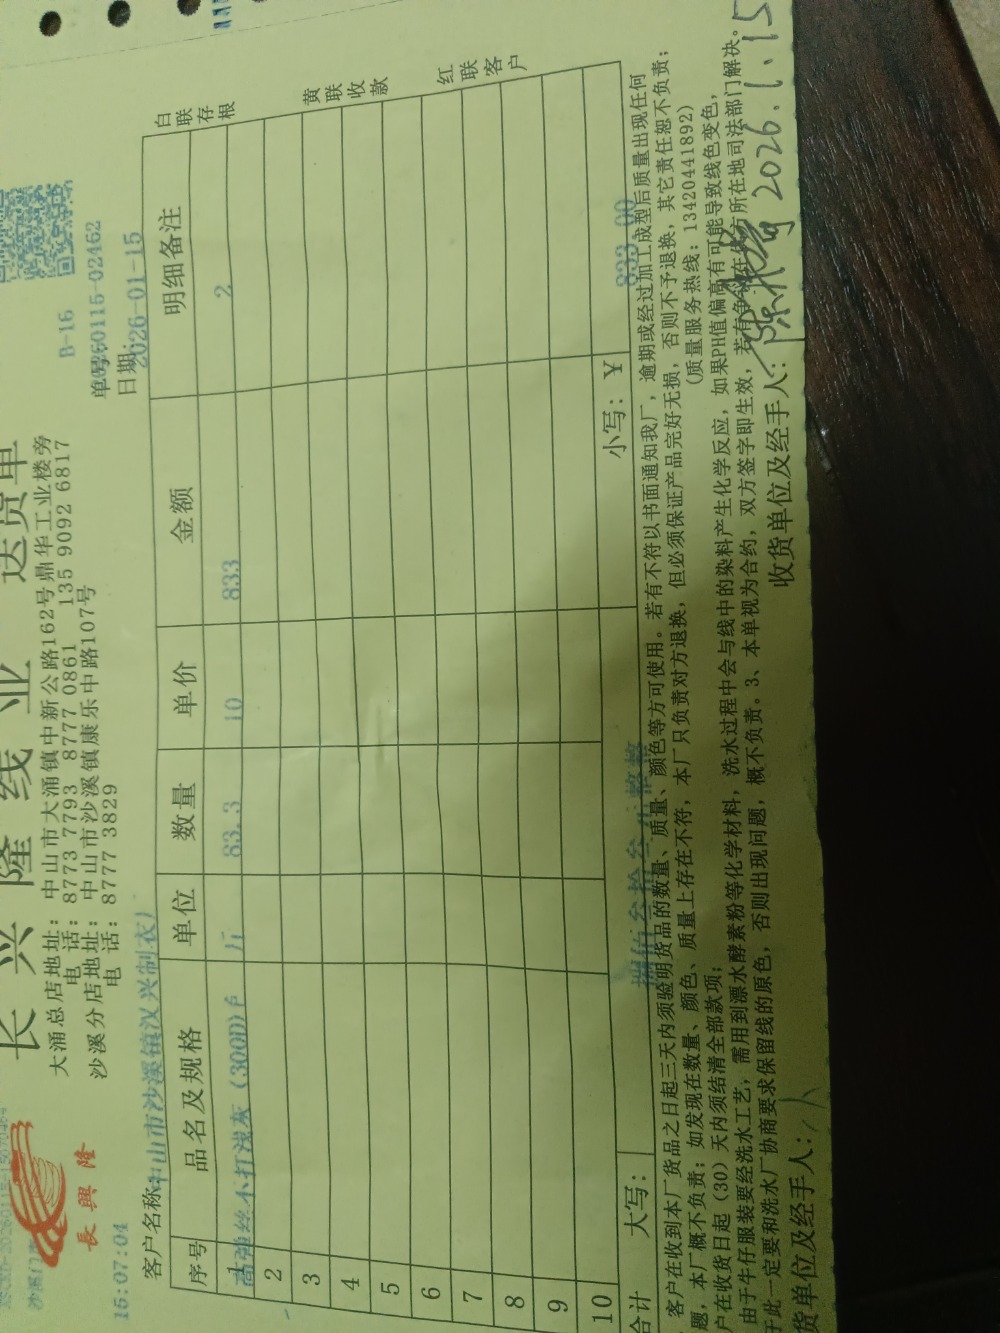 长兴隆线业 送货单
長興隆
15:07:04
大涌总店地址：中山市大涌镇中新公路162号鼎华工业楼旁
电 话：8773 7793 8777 0861 135 9092 6817
沙溪分店地址：中山市沙溪镇康乐中路107号
电 话：8777 3829
B-16
单号：260115-02462
日期：2026-01-15
客户名称：中山市沙溪镇汉兴制衣)
序号 品名及规格 单位 数量 单价 金额 明细备注
1 高弹丝不打浅灰(300D)卢 斤 83.3 10 833 2
2
3
4
5
6
7
8
9
10
白联存根
黄联收款
红联客户
合计 大写：捌佰叁拾叁元整 小写：￥ 833.00
客户在收到本厂货品之日起三天内须验明货品的数量、质量、颜色等方可使用。若有不符以书面通知我厂，逾期或经过加工成型后质量出现任何
题，本厂概不负责；如发现在数量、颜色、质量上存在不符，本厂只负责对方退换，但必须保证产品完好无损，否则不予退换，其它责任恕不负责；
户在收货日起（30）天内须结清全部款项； (质量服务热线：13420441892)
由于牛仔服装要经洗水工艺，需用到漂水酵素粉等化学材料，洗水过程中会与线中的染料产生化学反应，如果PH值偏高有可能导致线色变色，
于此一定要和洗水厂协商要求保留线的原色，否则出现问题，概不负责。3、本单视为合约，双方签字即生效，若有争议在供方所在地司法部门解决。
货单位及经手人： 收货单位及经手人： 2026.1.15